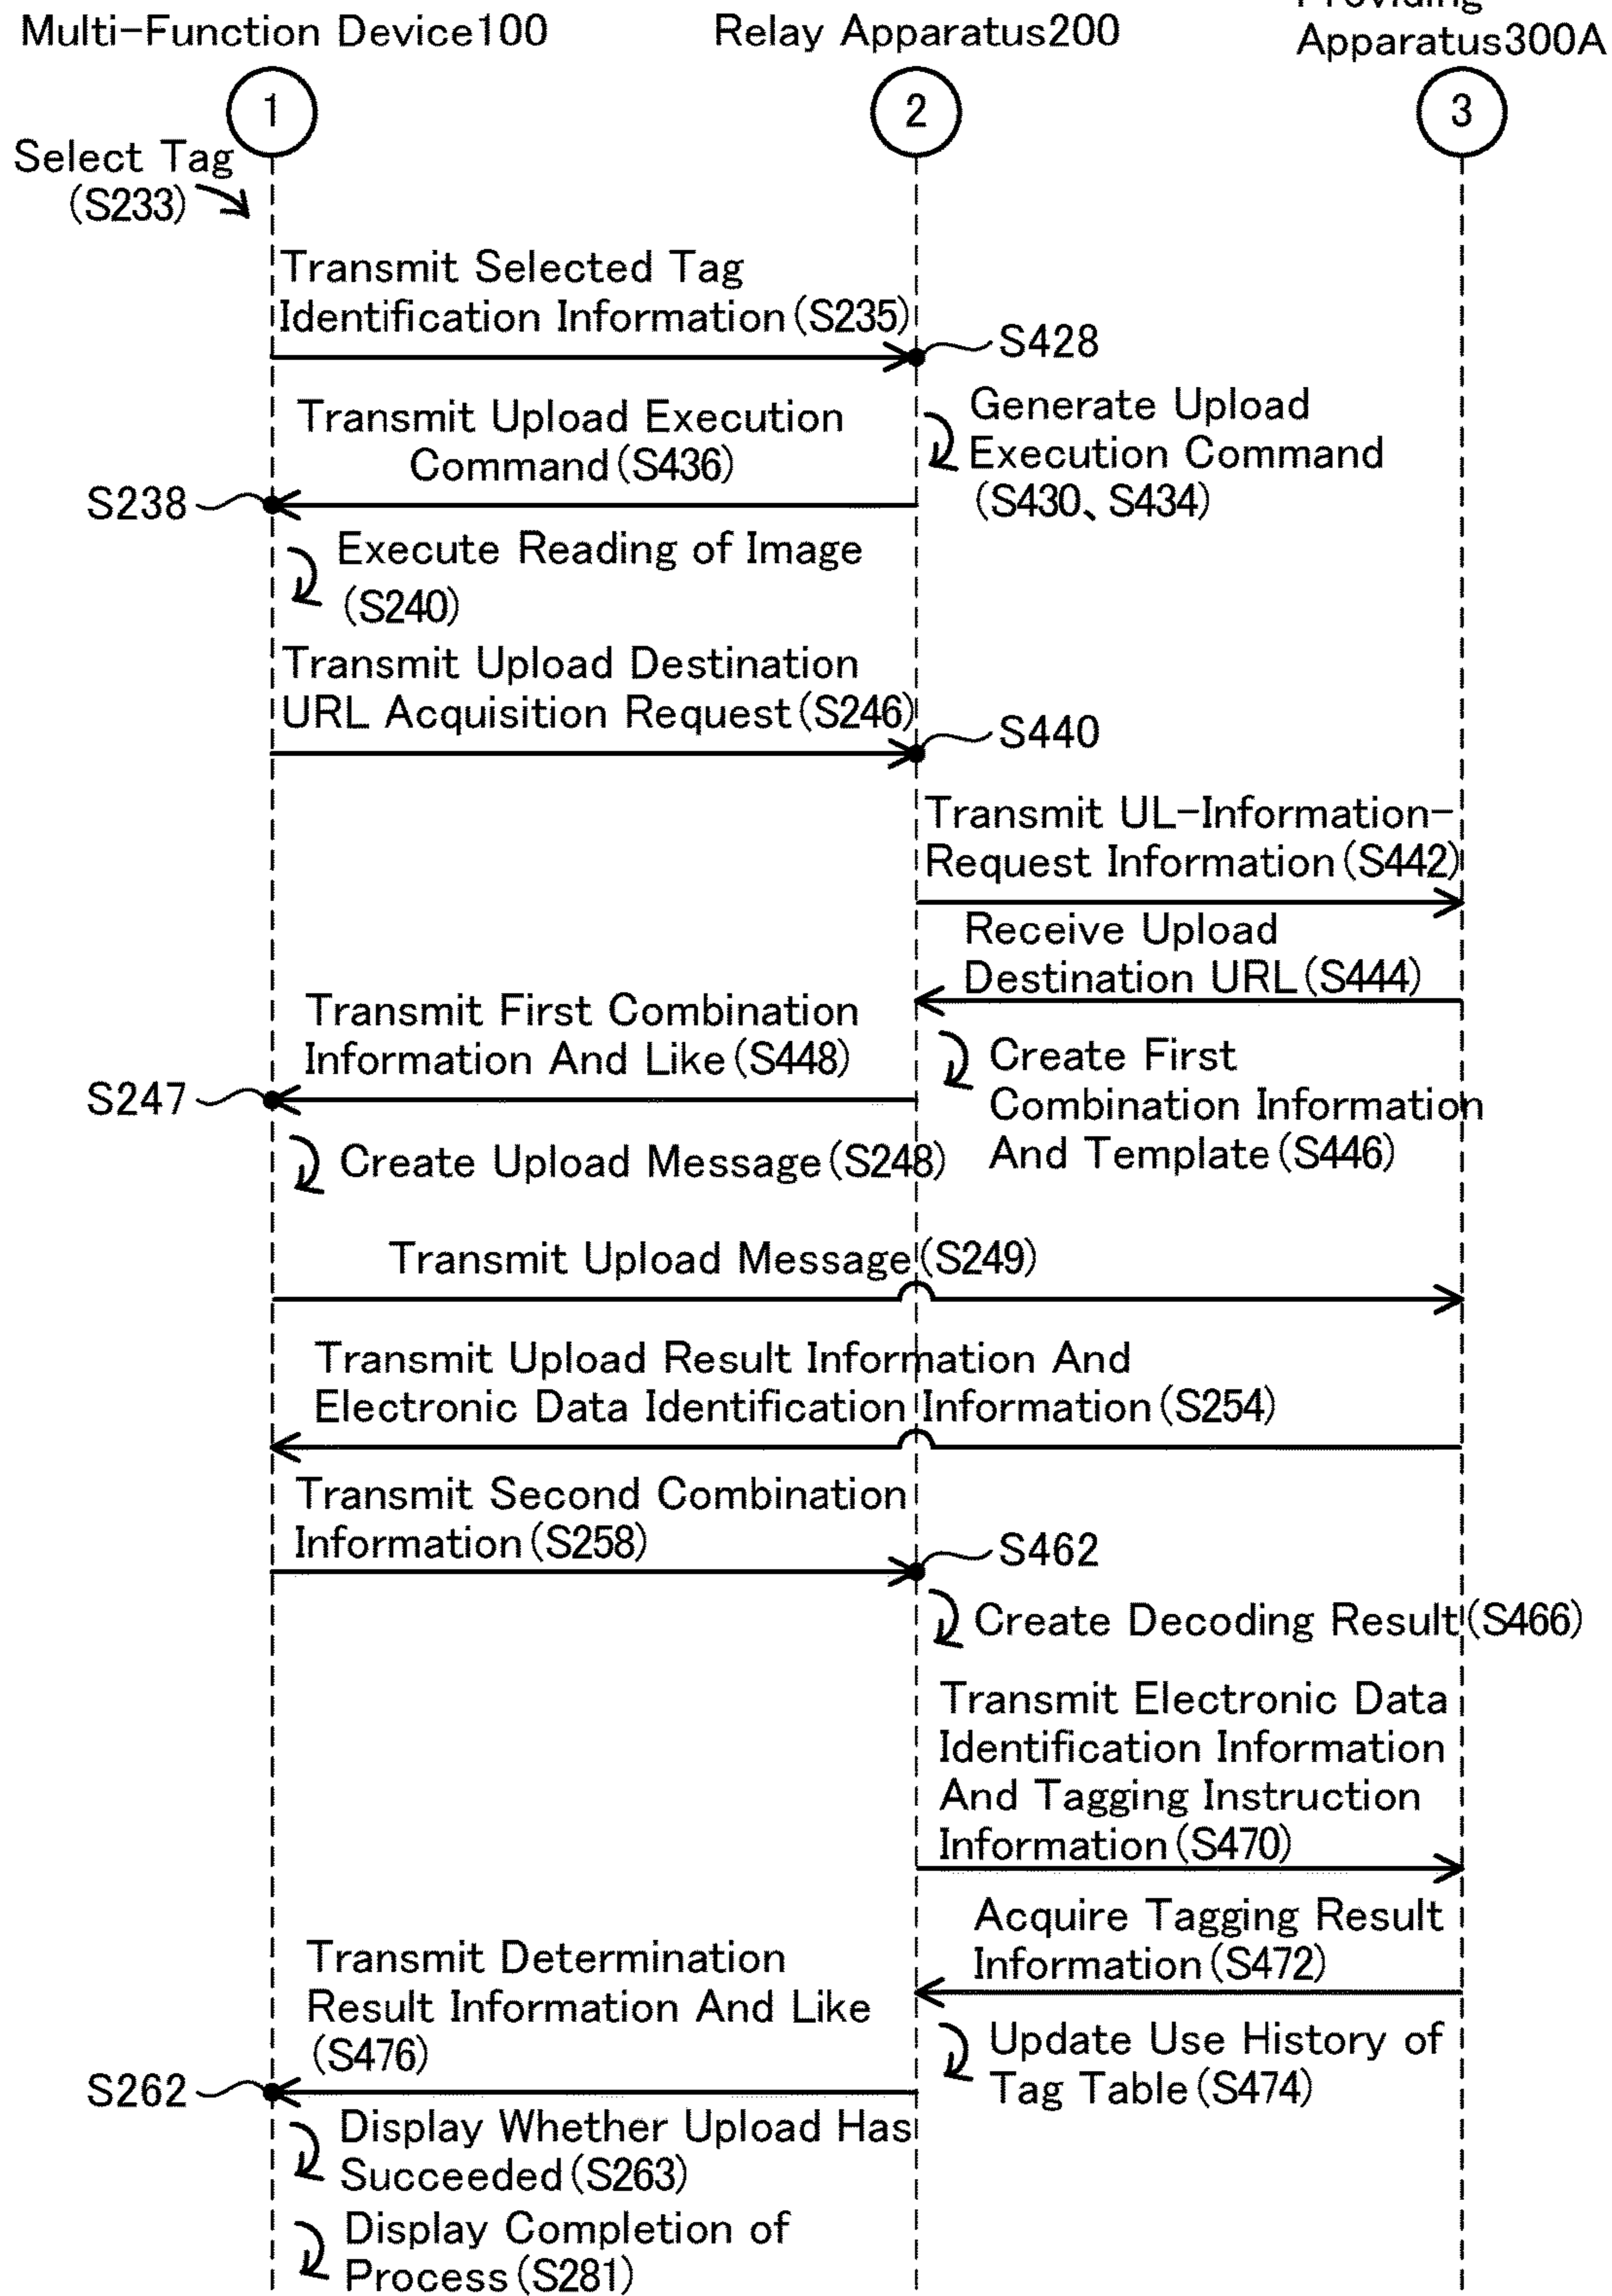 Multi-Function Device100
Relay Apparatus200
Providing
Apparatus300A
1
2
3
Select Tag
(S233)
Transmit Selected Tag
Identification Information(S235)
S428
Generate Upload
Execution Command
(S430、S434)
Transmit Upload Execution
Command(S436)
S238
Execute Reading of Image
(S240)
Transmit Upload Destination
URL Acquisition Request(S246)
S440
Transmit UL-Information-
Request Information(S442)
Receive Upload
Destination URL(S444)
Transmit First Combination
Information And Like(S448)
Create First
Combination Information
And Template(S446)
S247
Create Upload Message(S248)
Transmit Upload Message(S249)
Transmit Upload Result Information And
Electronic Data Identification Information(S254)
Transmit Second Combination
Information(S258)
S462
Create Decoding Result(S466)
Transmit Electronic Data
Identification Information
And Tagging Instruction
Information(S470)
Acquire Tagging Result
Information(S472)
Transmit Determination
Result Information And Like
(S476)
Update Use History of
Tag Table(S474)
S262
Display Whether Upload Has
Succeeded(S263)
Display Completion of
Process(S281)